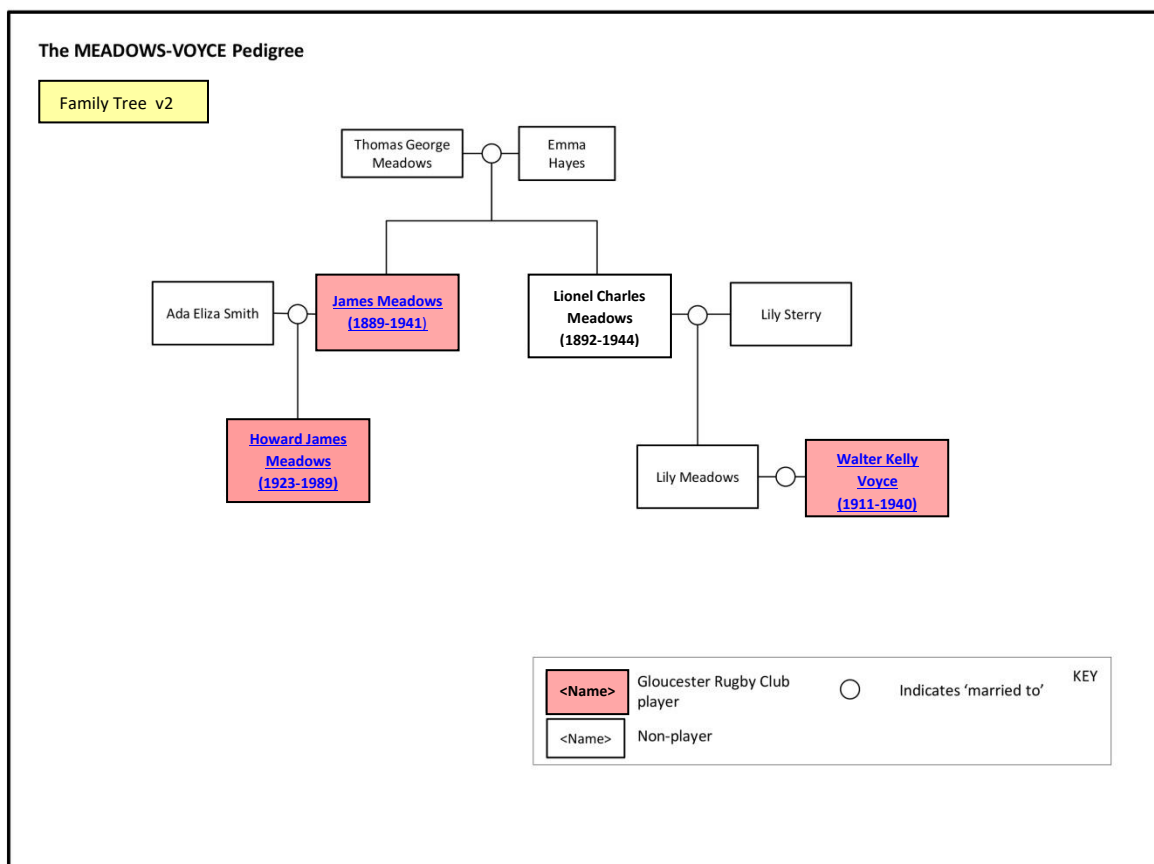 The MEADOWS-VOYCE Pedigree
Family Tree v2
Thomas George
Meadows
Emma
Hayes
Ada Eliza Smith
James Meadows
(1889-1941)
Lionel Charles
Meadows
(1892-1944)
Lily Sterry
Howard James
Meadows
(1923-1989)
Lily Meadows
Walter Kelly
Voyce
(1911-1940)
KEY
<Name>
Gloucester Rugby Club
player
Indicates ‘married to’
<Name>
Non-player